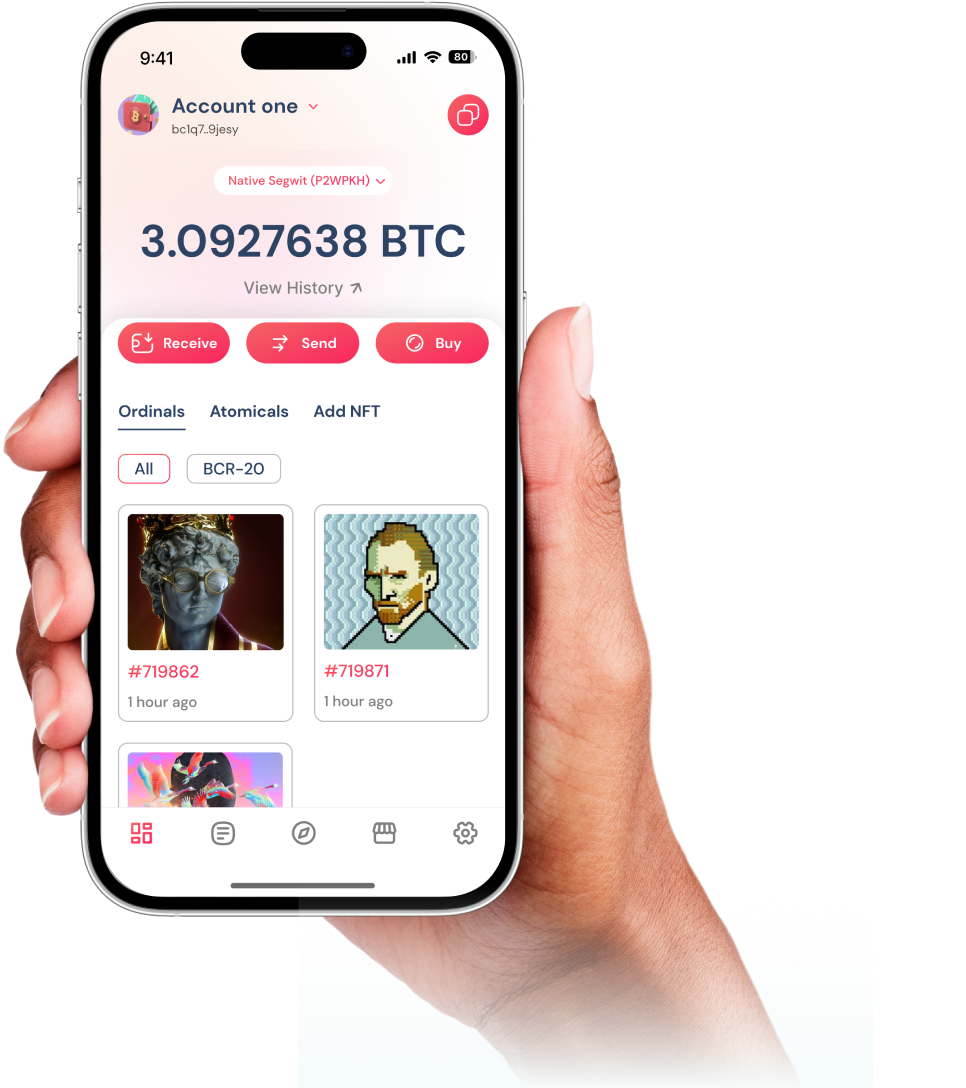 9:41
80
Account one
bc1q7..9jesy
Native Segwit (P2WPKH)
3.0927638 BTC
View History
Receive Send Buy
Ordinals Atomicals Add NFT
All BCR-20
#719862 #719871
1 hour ago 1 hour ago